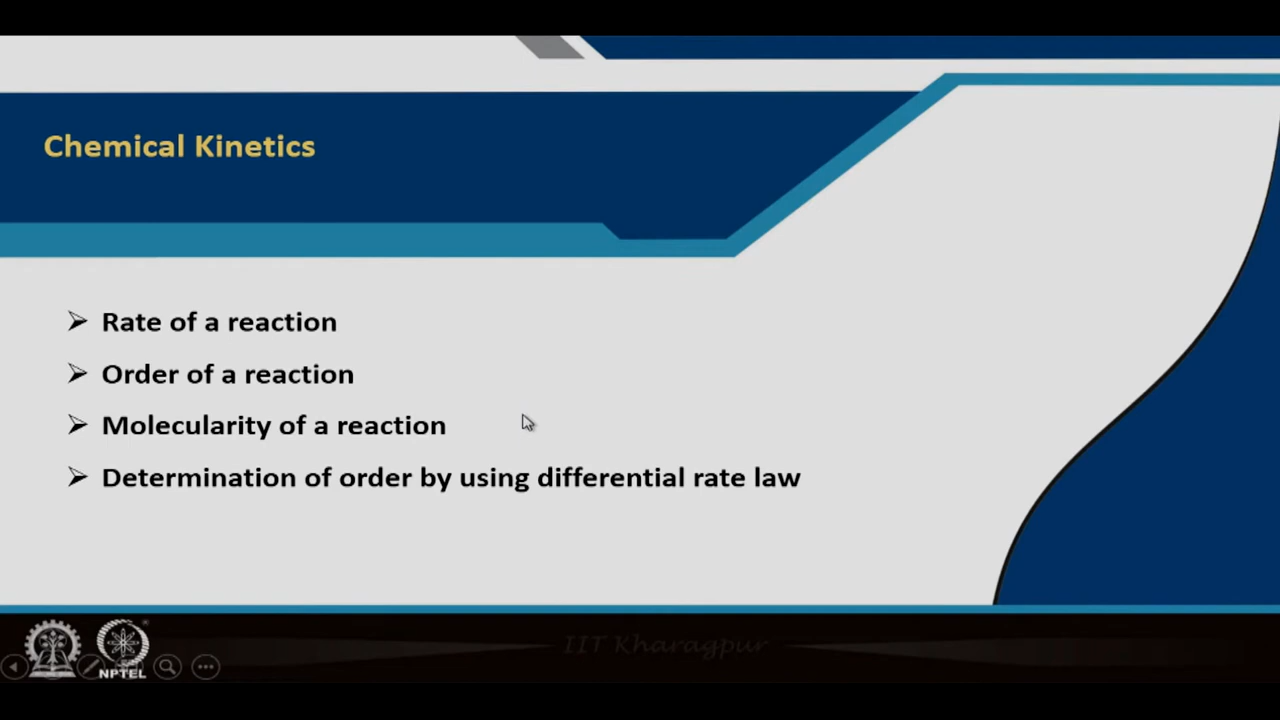 Chemical Kinetics
➢ Rate of a reaction
➢ Order of a reaction
➢ Molecularity of a reaction
➢ Determination of order by using differential rate law
IIT Kharagpur
NPTEL